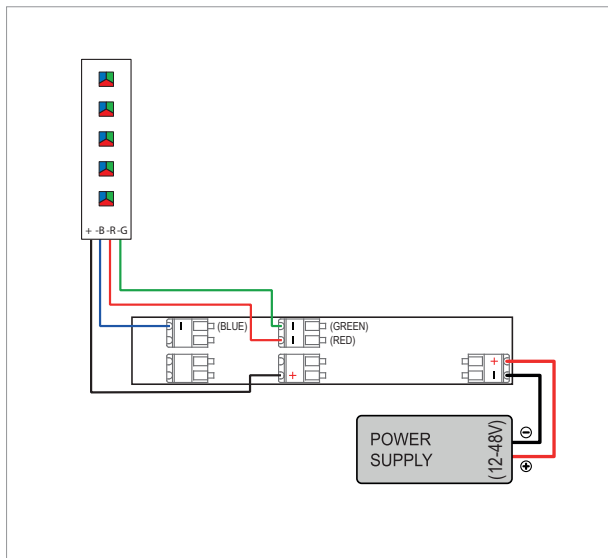 + -B -R -G
(BLUE)
(GREEN)
(RED)
+
+
POWER
SUPPLY
(12-48V)